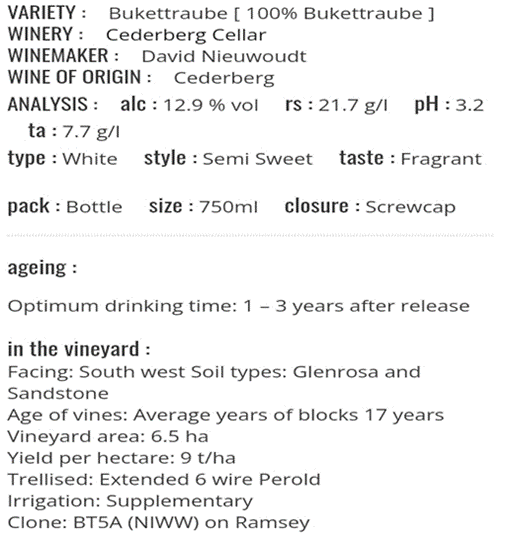 VARIETY : Bukettraube [ 100% Bukettraube ]
WINERY : Cederberg Cellar
WINEMAKER : David Nieuwoudt
WINE OF ORIGIN : Cederberg
ANALYSIS : alc : 12.9 % vol rs : 21.7 g/l pH : 3.2
ta : 7.7 g/l
type : White style : Semi Sweet taste : Fragrant
pack : Bottle size : 750ml closure : Screwcap
ageing :
Optimum drinking time: 1 – 3 years after release
in the vineyard :
Facing: South west Soil types: Glenrosa and
Sandstone
Age of vines: Average years of blocks 17 years
Vineyard area: 6.5 ha
Yield per hectare: 9 t/ha
Trellised: Extended 6 wire Perold
Irrigation: Supplementary
Clone: BT5A (NIWW) on Ramsey